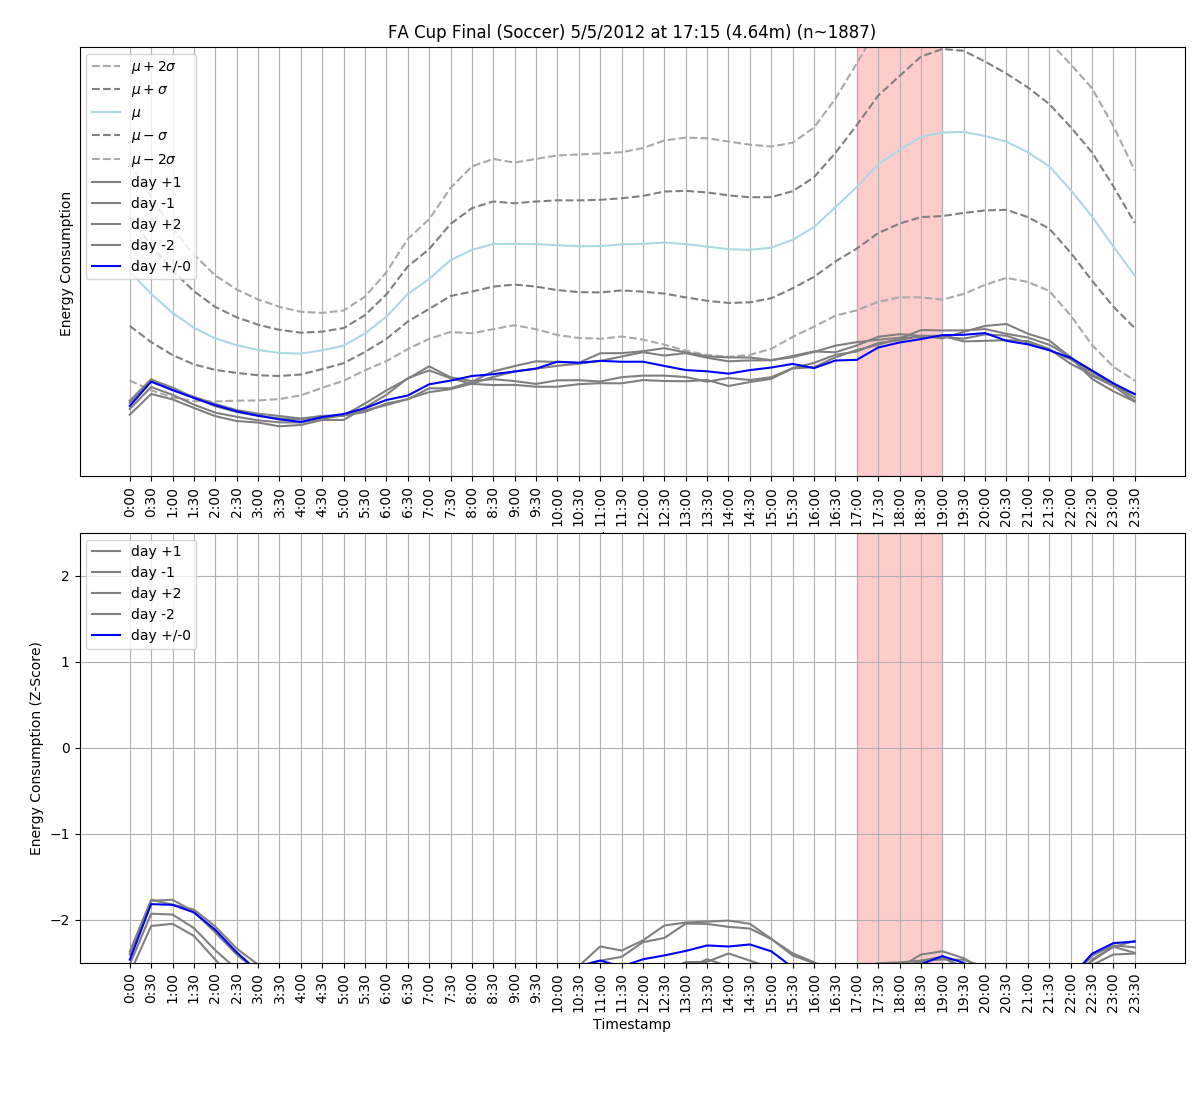 FA Cup Final (Soccer) 5/5/2012 at 17:15 (4.64m) (n~1887)
μ + 2σ
μ + σ
μ
μ − σ
μ − 2σ
day +1
day -1
day +2
day -2
day +/-0
Energy Consumption
0:00 0:30 1:00 1:30 2:00 2:30 3:00 3:30 4:00 4:30 5:00 5:30 6:00 6:30 7:00 7:30 8:00 8:30 9:00 9:30 10:00 10:30 11:00 11:30 12:00 12:30 13:00 13:30 14:00 14:30 15:00 15:30 16:00 16:30 17:00 17:30 18:00 18:30 19:00 19:30 20:00 20:30 21:00 21:30 22:00 22:30 23:00 23:30
day +1
day -1
day +2
day -2
day +/-0
2
1
0
−1
−2
Energy Consumption (Z-Score)
0:00 0:30 1:00 1:30 2:00 2:30 3:00 3:30 4:00 4:30 5:00 5:30 6:00 6:30 7:00 7:30 8:00 8:30 9:00 9:30 10:00 10:30 11:00 11:30 12:00 12:30 13:00 13:30 14:00 14:30 15:00 15:30 16:00 16:30 17:00 17:30 18:00 18:30 19:00 19:30 20:00 20:30 21:00 21:30 22:00 22:30 23:00 23:30
Timestamp